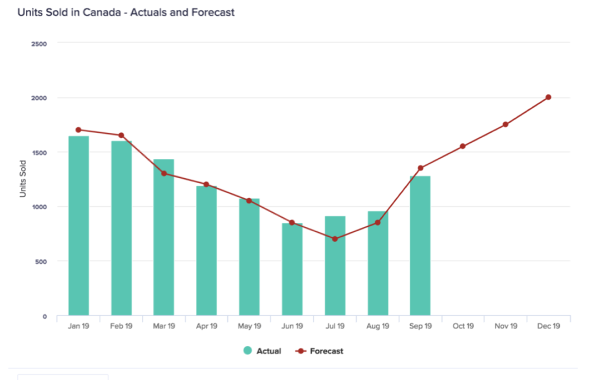 Units Sold in Canada - Actuals and Forecast
2500
2000
1500
1000
500
0
Units Sold
Jan 19 Feb 19 Mar 19 Apr 19 May 19 Jun 19 Jul 19 Aug 19 Sep 19 Oct 19 Nov 19 Dec 19
Actual Forecast